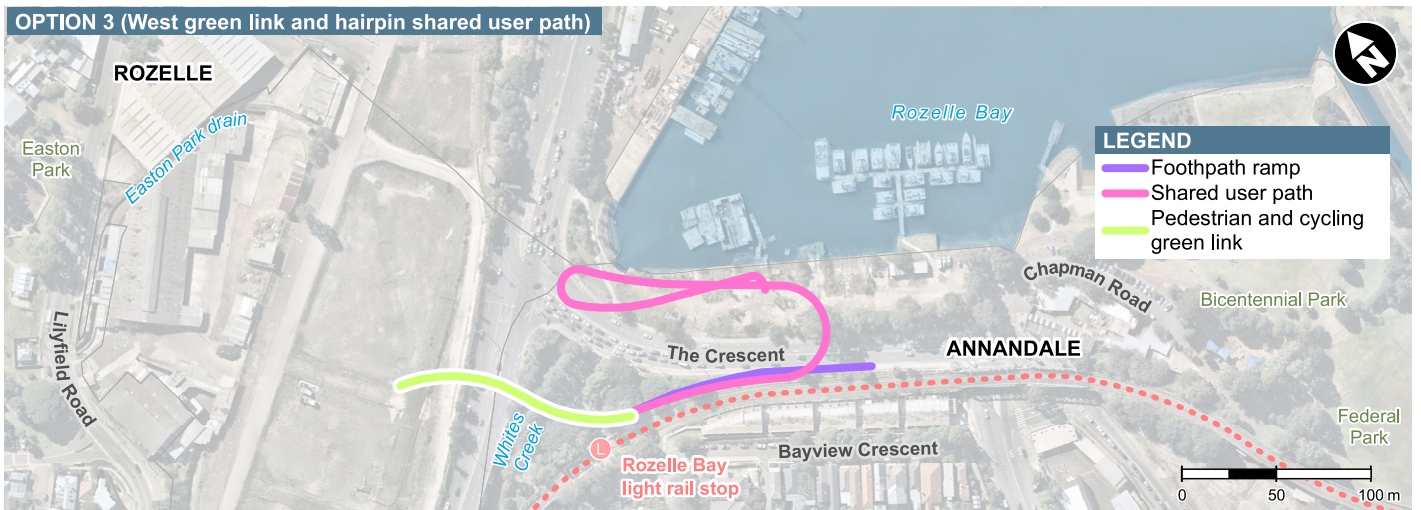 OPTION 3 (West green link and hairpin shared user path)
ROZELLE
Easton Park drain
Easton
Park
Rozelle Bay
N
LEGEND
Foothpath ramp
Shared user path
Pedestrian and cycling
green link
Chapman Road
Bicentennial Park
Lilyfield Road
The Crescent
ANNANDALE
Whites
Creek
L
Rozelle Bay
light rail stop
Bayview Crescent
Federal
Park
0 50 100 m